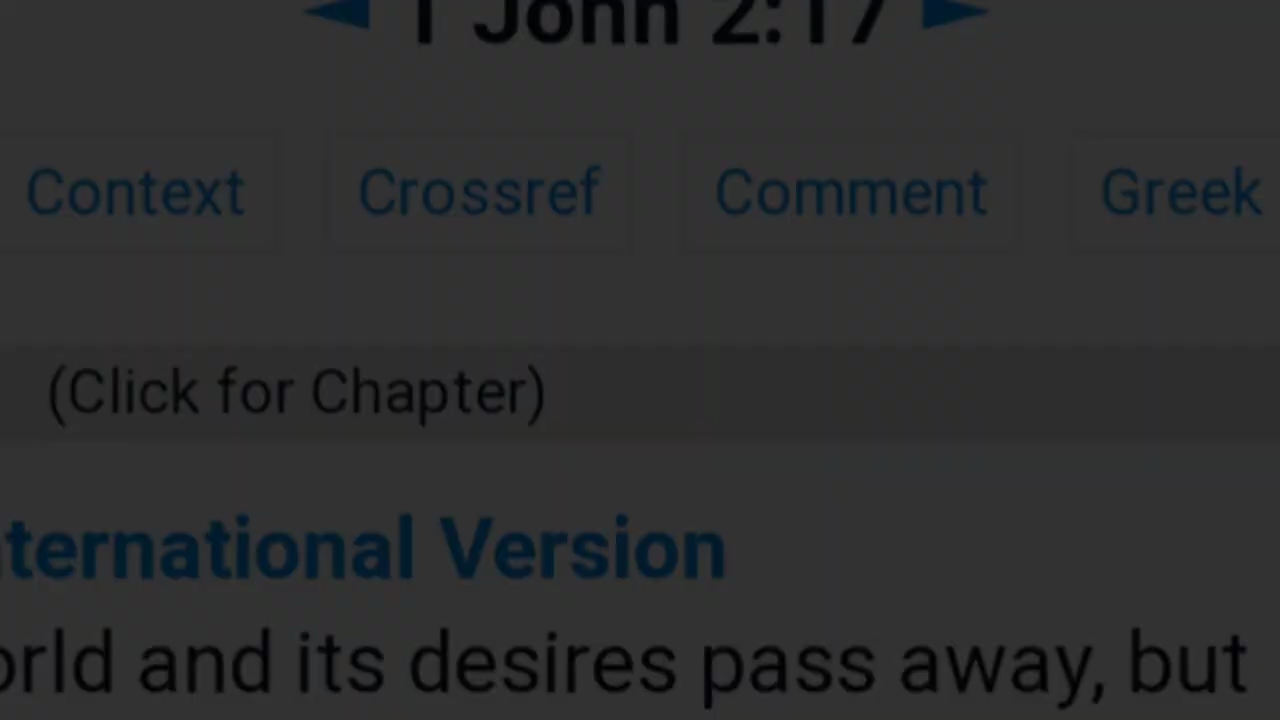 ◄ 1 John 2:17 ►
Context Crossref Comment Greek
(Click for Chapter)
nternational Version
orld and its desires pass away, but